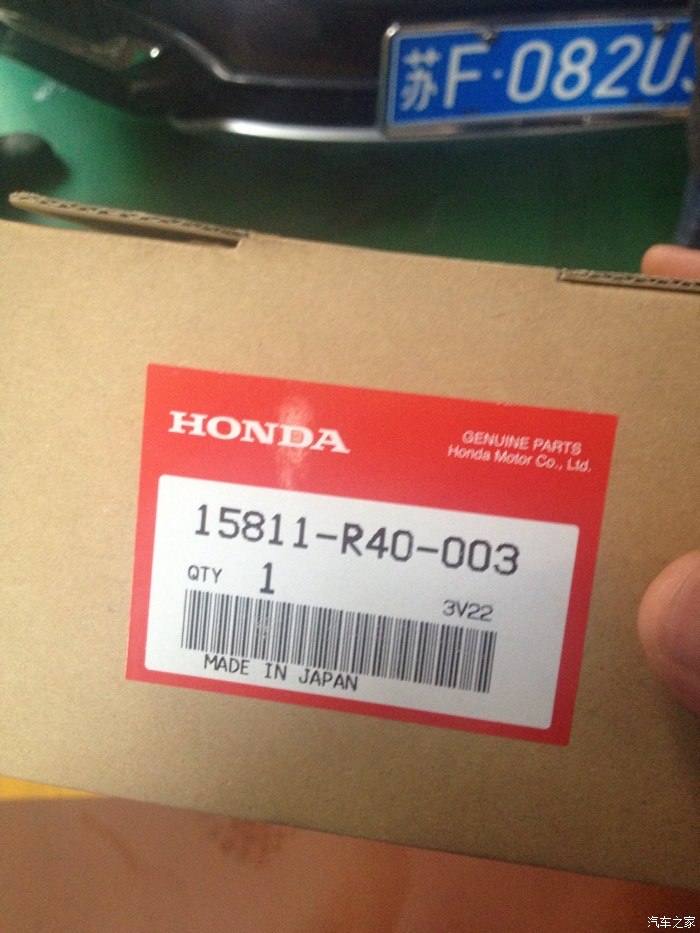 苏F·082U
HONDA
GENUINE PARTS
Honda Motor Co., Ltd.
15811-R40-003
QTY 1
3V22
MADE IN JAPAN
汽车之家